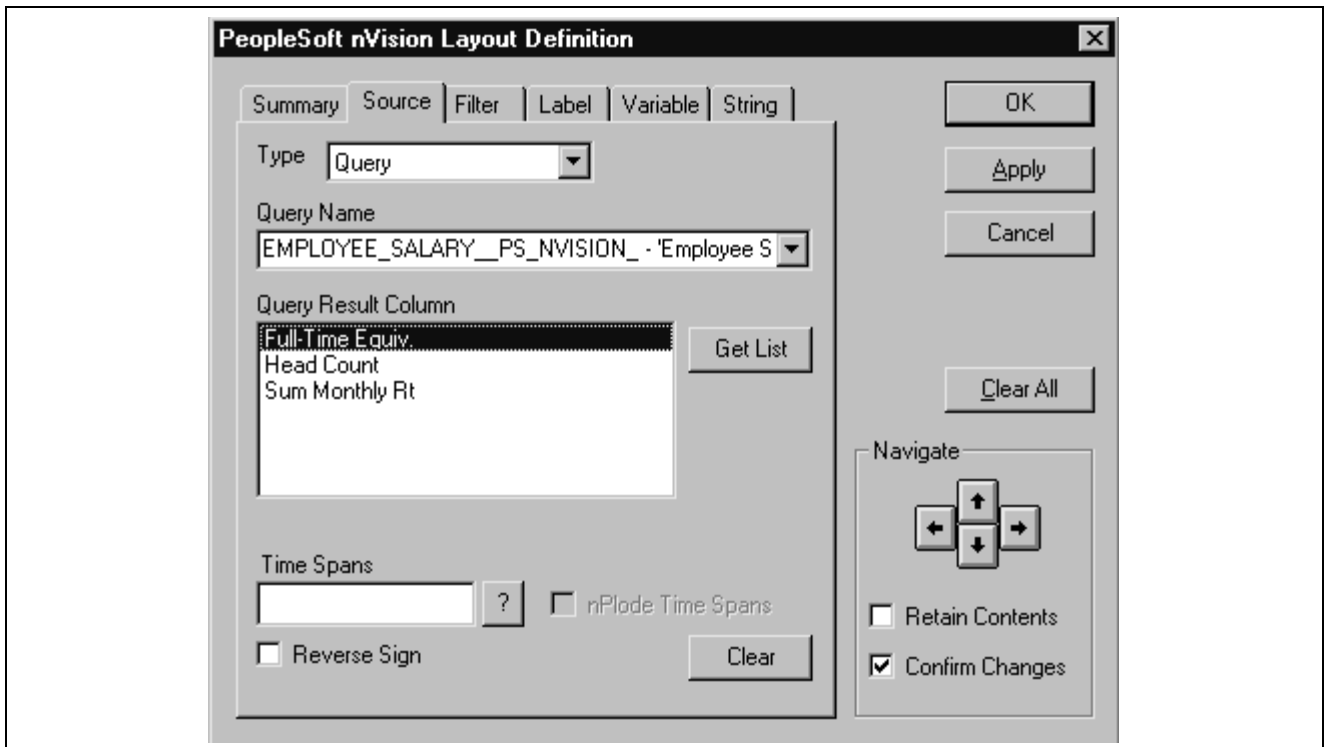 PeopleSoft nVision Layout Definition
Summary Source Filter Label Variable String
OK
Type Query
Apply
Query Name
Cancel
EMPLOYEE_SALARY__PS_NVISION_ - 'Employee S
Query Result Column
Full-Time Equiv.
Get List
Head Count
Sum Monthly Rt
Clear All
Navigate
Time Spans
? nPlode Time Spans
Retain Contents
Reverse Sign
Clear
Confirm Changes